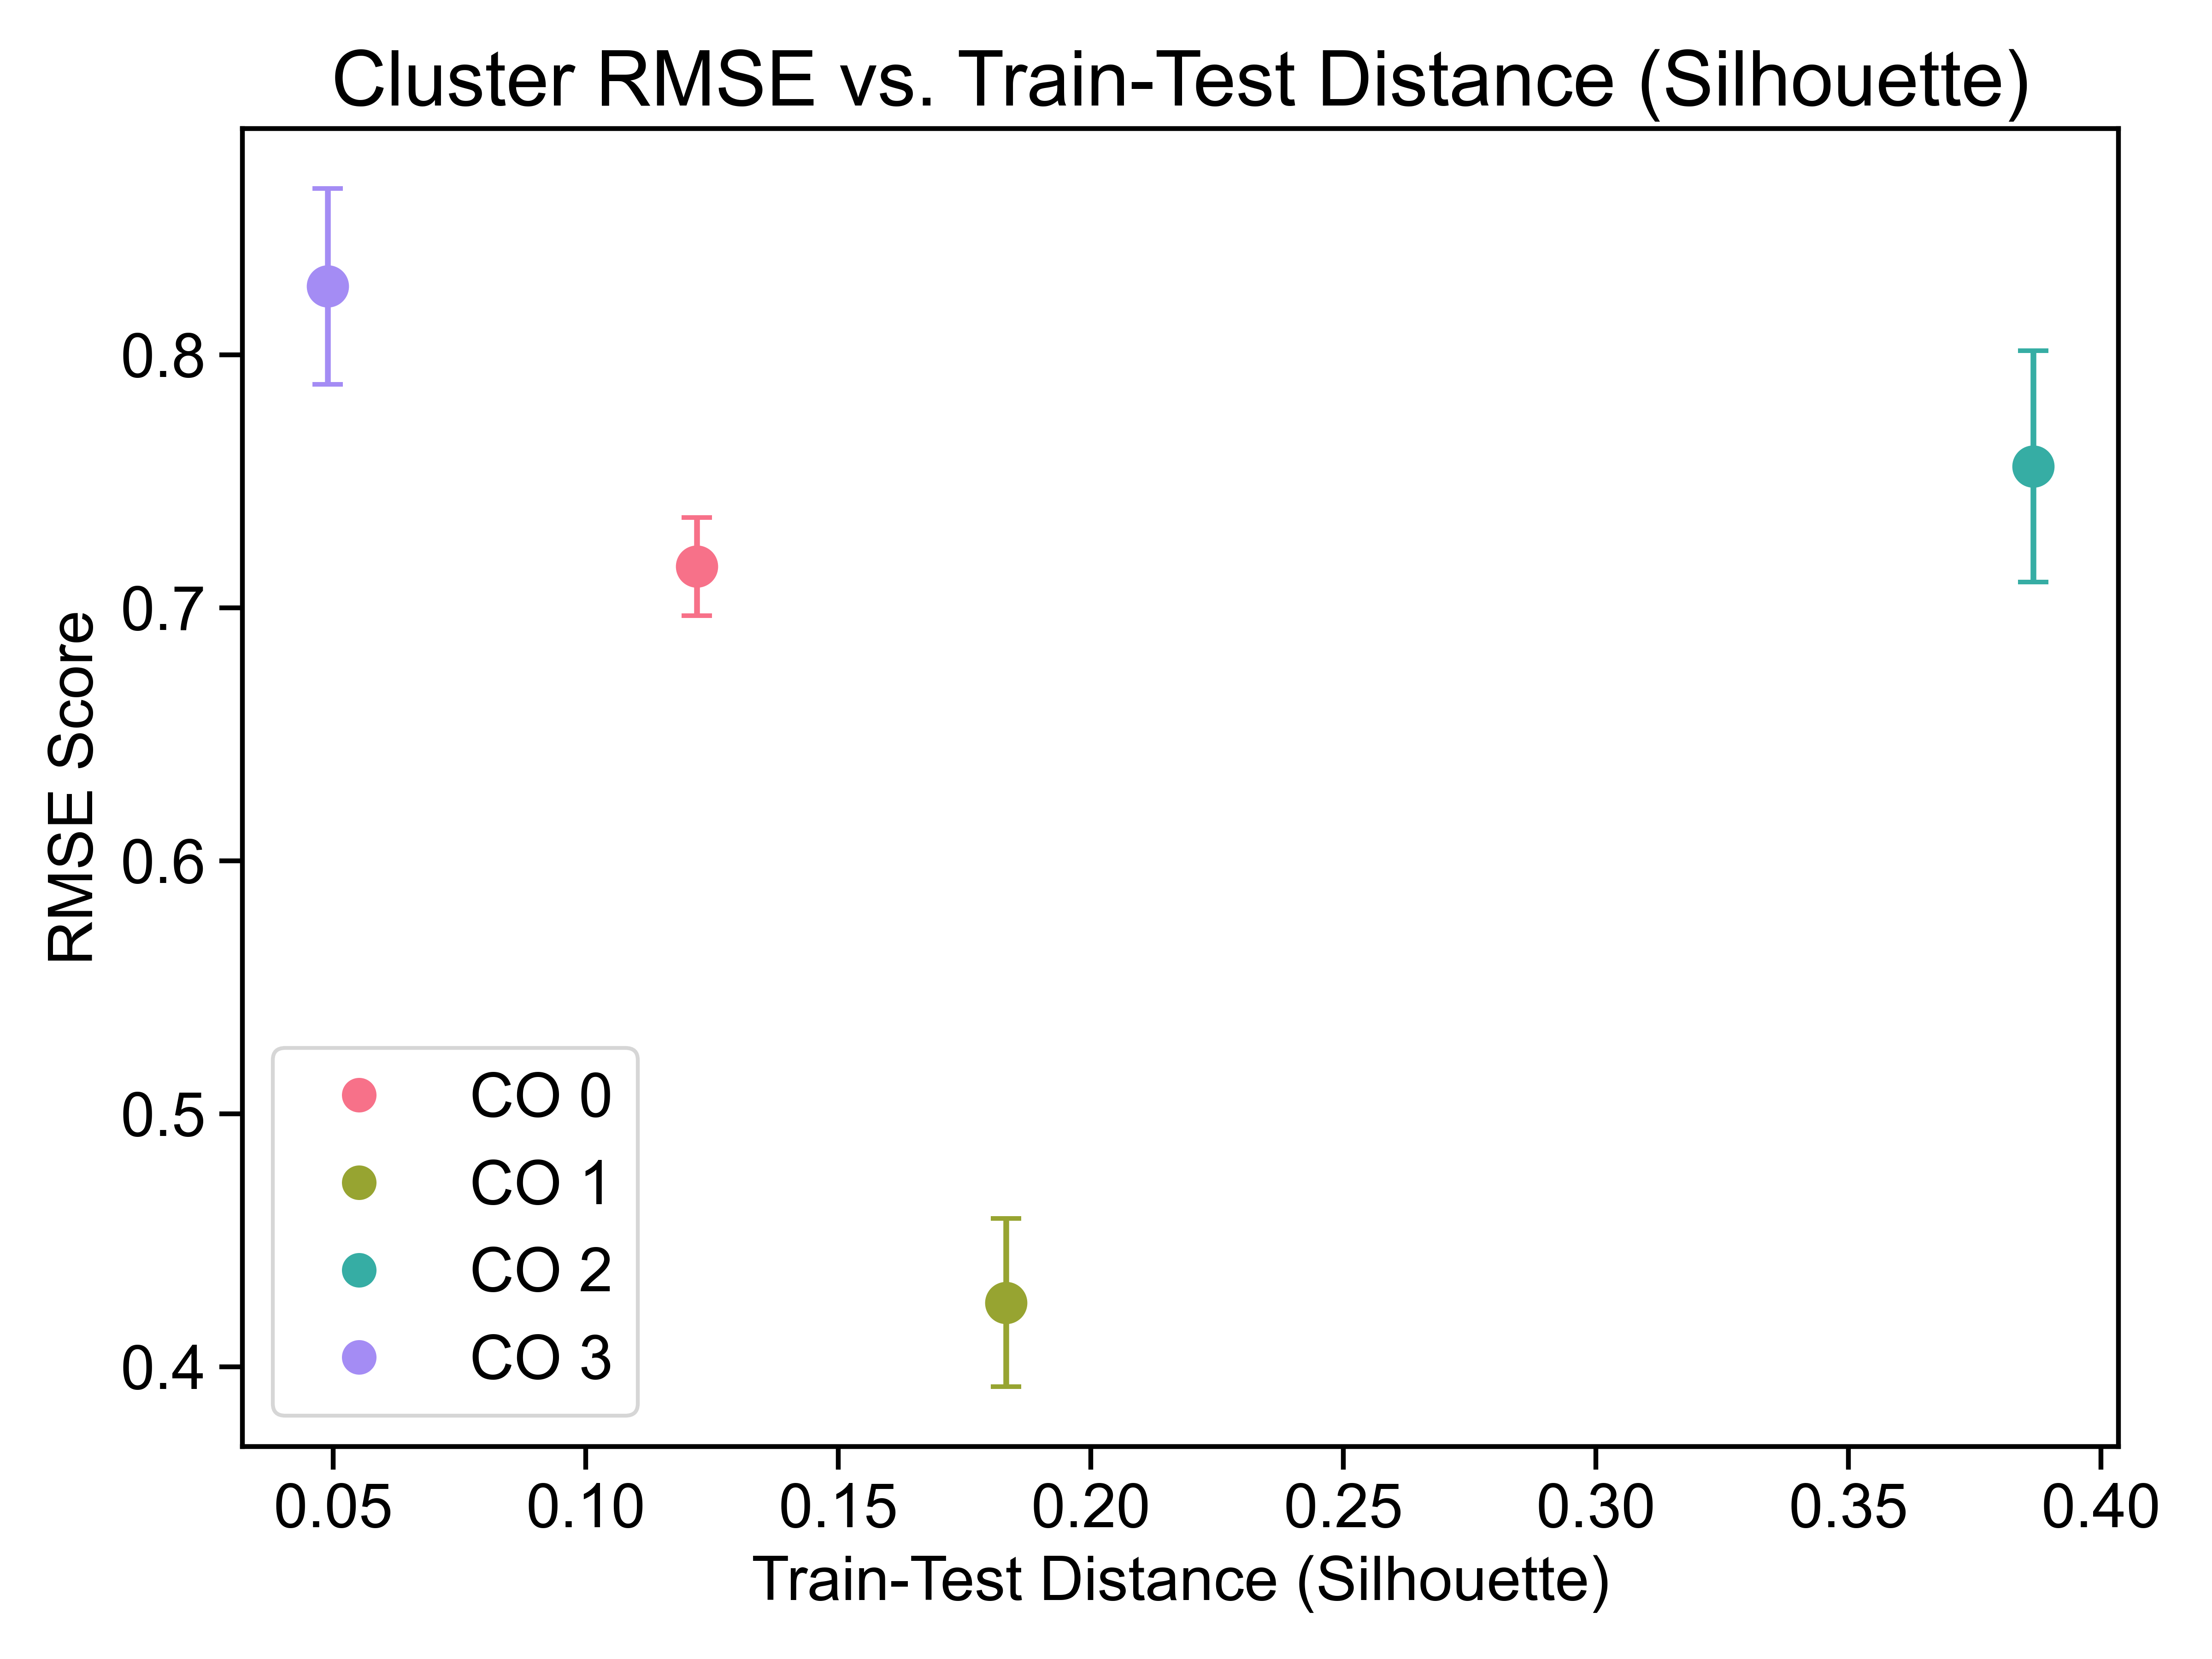 Cluster RMSE vs. Train-Test Distance (Silhouette)
RMSE Score
0.8
0.7
0.6
0.5
0.4
CO 0
CO 1
CO 2
CO 3
0.05 0.10 0.15 0.20 0.25 0.30 0.35 0.40
Train-Test Distance (Silhouette)